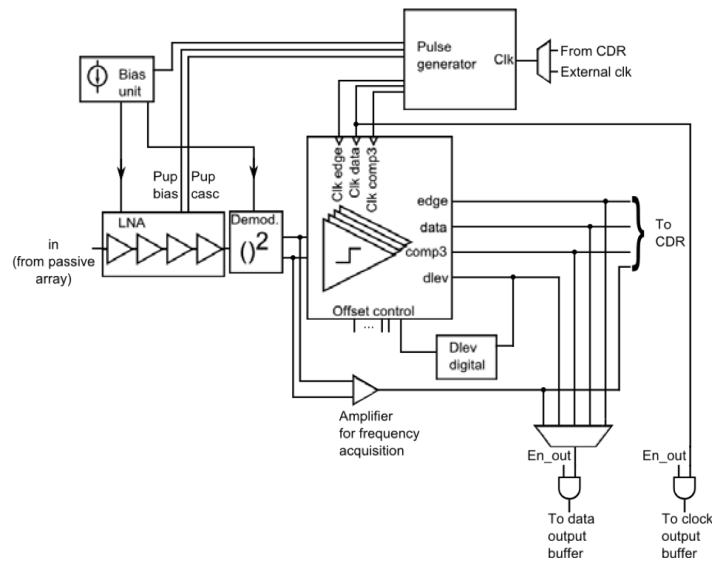 Pulse
generator
Clk
From CDR
External clk
Bias
unit
Pup
bias
Pup
casc
Clk edge
Clk data
Clk comp3
LNA
Demod.
()2
in
(from passive
array)
edge
data
comp3
dlev
To
CDR
Offset control
...
Dlev
digital
Amplifier
for frequency
acquisition
En_out
En_out
To data
output
buffer
To clock
output
buffer